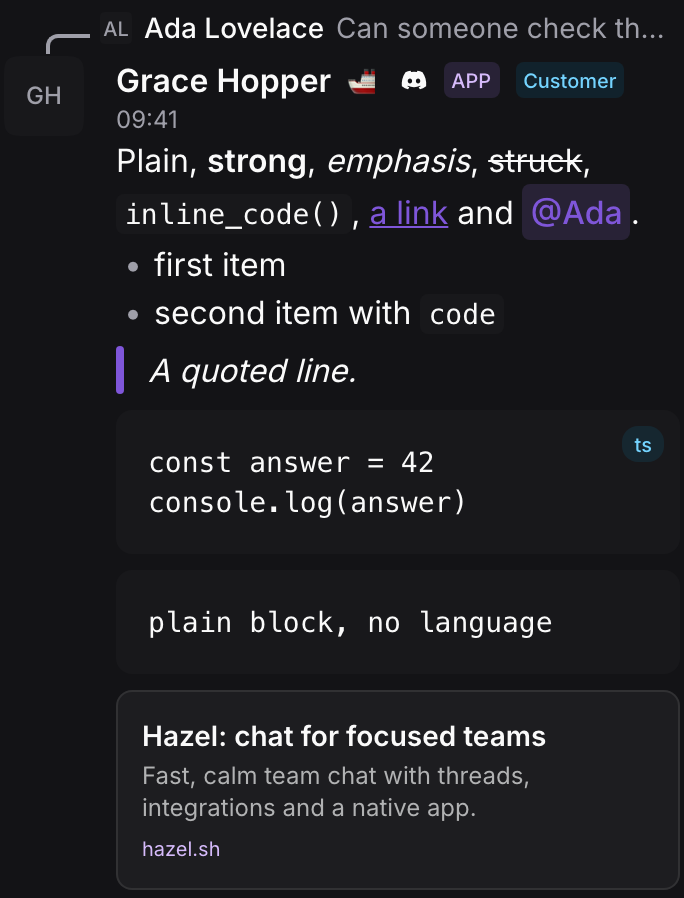 AL Ada Lovelace Can someone check th...
GH
Grace Hopper APP Customer
09:41
Plain, strong, emphasis, struck,
inline_code(), a link and @Ada.
• first item
• second item with code
A quoted line.
ts
const answer = 42
console.log(answer)
plain block, no language
Hazel: chat for focused teams
Fast, calm team chat with threads,
integrations and a native app.
hazel.sh